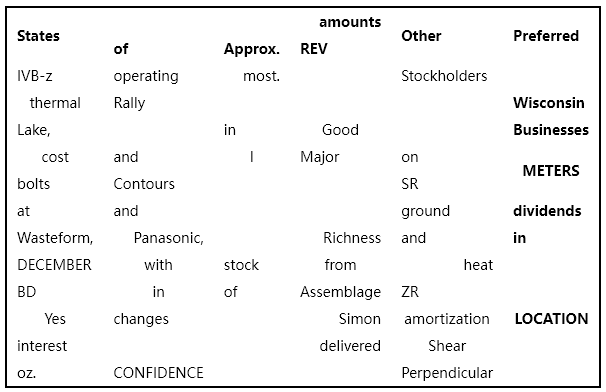 States of Approx. amounts REV Other Preferred
IVB-z operating most. Stockholders
thermal Rally Wisconsin
Lake, in Good Businesses
cost and l Major on METERS
bolts Contours SR
at and ground dividends
Wasteform, Panasonic, Richness and in
DECEMBER with stock from heat
BD in of Assemblage ZR
Yes changes Simon amortization LOCATION
interest delivered Shear
oz. CONFIDENCE Perpendicular